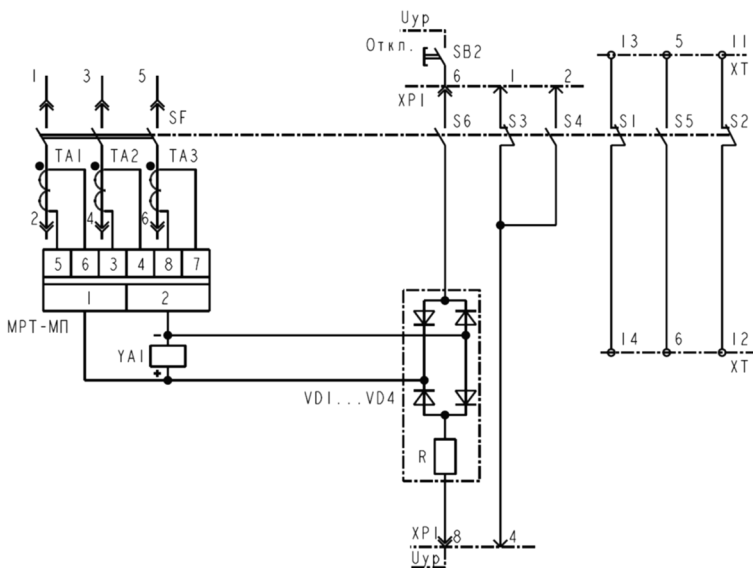 Uур
Откл. SB2
6 1 2
XP1
13 5 11
XT
1 3 5
SF
S6 S3 S4 S1 S5 S2
TA1 TA2 TA3
2 4 6
5 6 3 4 8 7
1 2
МРТ-МП
-
YA1
+
VD1...VD4
14 6 12
XT
R
XP1 8 4
Uур